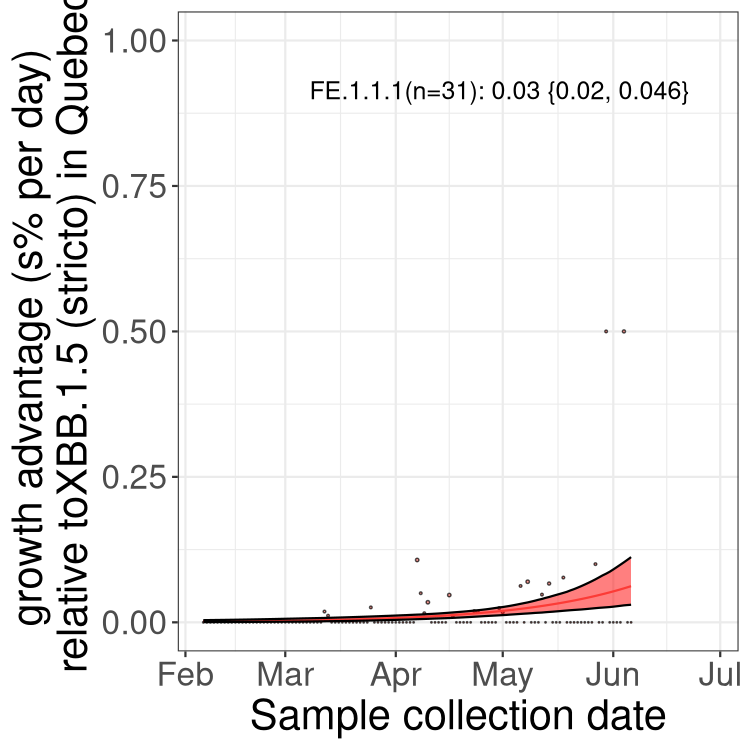 growth advantage (s% per day)
relative toXBB.1.5 (stricto) in Quebec
1.00
0.75
0.50
0.25
0.00
FE.1.1.1(n=31): 0.03 {0.02, 0.046}
Feb Mar Apr May Jun Jul
Sample collection date